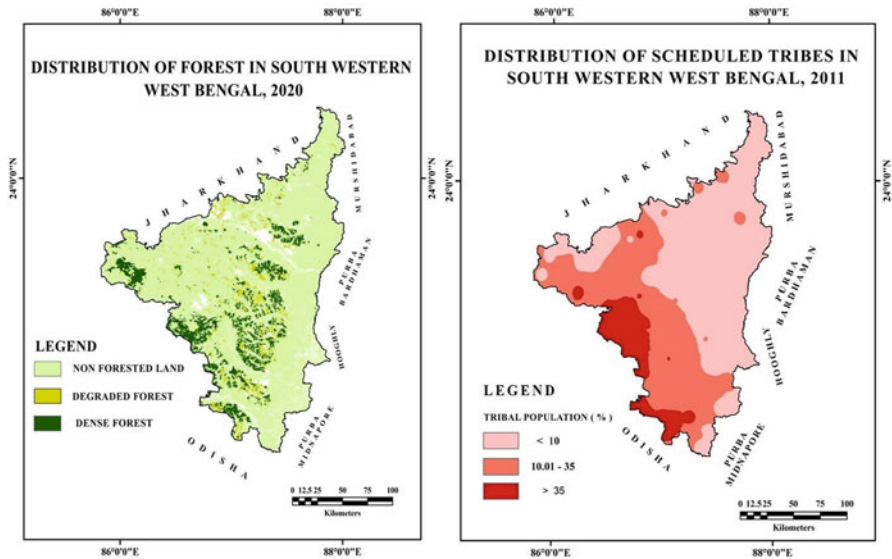 86°0'0"E 88°0'0"E
DISTRIBUTION OF FOREST IN SOUTH WESTERN
WEST BENGAL, 2020
24°0'0"N
JHARKHAND
MURSHIDABAD
PURBA
BARDHAMAN
HOOGHLY
PURBA
MIDNAPORE
ODISHA
LEGEND
NON FORESTED LAND
DEGRADED FOREST
DENSE FOREST
0 12.5 25 50 75 100
Kilometers
86°0'0"E 88°0'0"E
86°0'0"E 88°0'0"E
DISTRIBUTION OF SCHEDULED TRIBES IN
SOUTH WESTERN WEST BENGAL, 2011
24°0'0"N
24°0'0"N
JHARKHAND
MURSHIDABAD
PURBA
BARDHAMAN
HOOGHLY
PURBA
MIDNAPORE
ODISHA
LEGEND
TRIBAL POPULATION ( % )
< 10
10.01 - 35
> 35
0 12.5 25 50 75 100
Kilometers
86°0'0"E 88°0'0"E